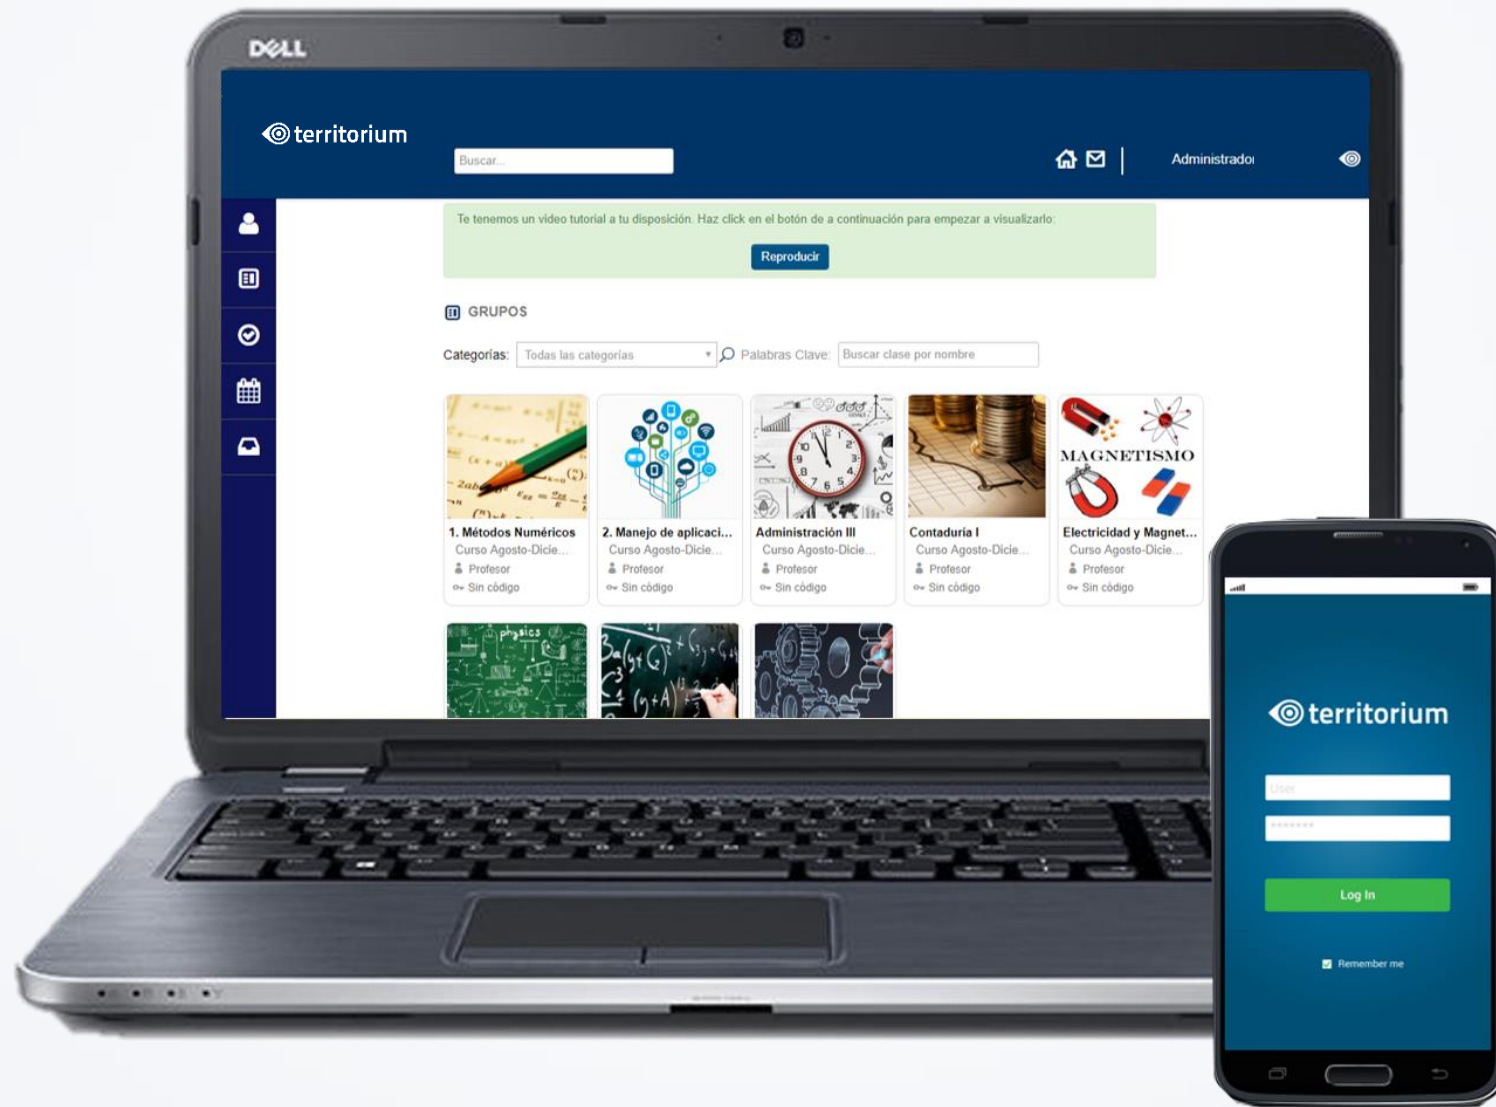 DELL
territorium
Buscar...
Administrador
Te tenemos un video tutorial a tu disposición. Haz click en el botón de a continuación para empezar a visualizarlo:
Reproducir
GRUPOS
Categorías: Todas las categorías Palabras Clave: Buscar clase por nombre
MAGNETISMO
1. Métodos Numéricos
Curso Agosto-Dicie...
Profesor
Sin código
2. Manejo de aplicaci...
Curso Agosto-Dicie...
Profesor
Sin código
Administración III
Curso Agosto-Dicie...
Profesor
Sin código
Contaduría I
Curso Agosto-Dicie...
Profesor
Sin código
Electricidad y Magnet...
Curso Agosto-Dicie...
Profesor
Sin código
physics
territorium
User
*******
Log In
Remember me